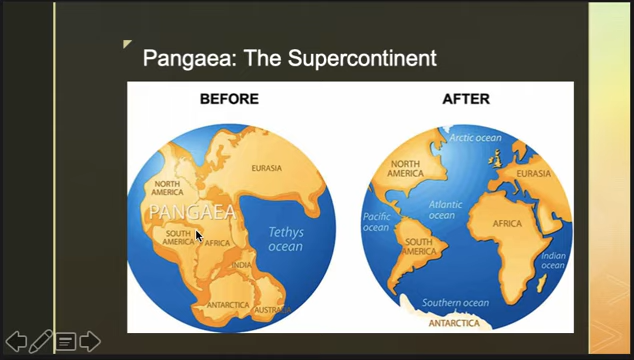 Pangaea: The Supercontinent
BEFORE
EURASIA
NORTH
AMERICA
PANGAEA
SOUTH
AMERICA
AFRICA
Tethys
ocean
INDIA
ANTARCTICA
AUSTRALIA
AFTER
Arctic ocean
NORTH
AMERICA
EURASIA
Atlantic
ocean
Pacific
ocean
AFRICA
SOUTH
AMERICA
Indian
ocean
Southern ocean
ANTARCTICA